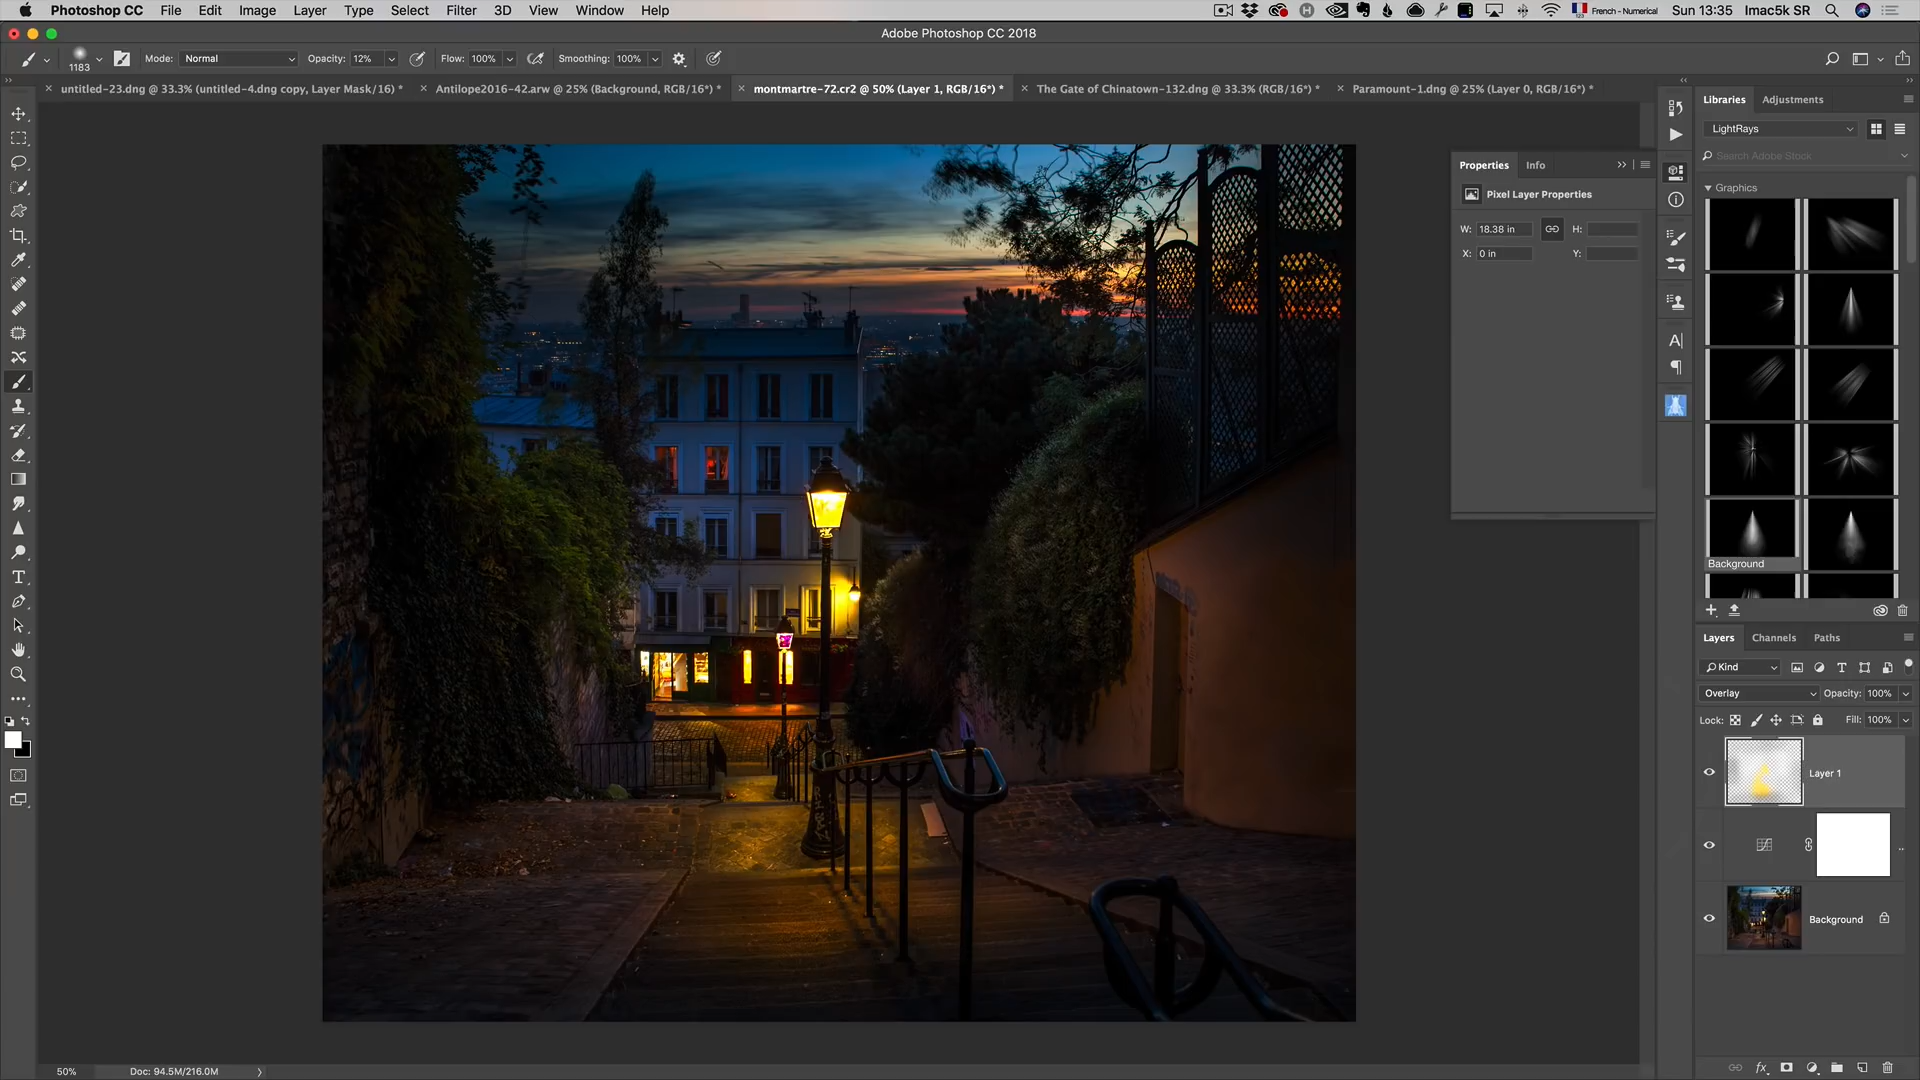 Photoshop CC File Edit Image Layer Type Select Filter 3D View Window Help French - Numerical Sun 13:35 Imac5k SR
Adobe Photoshop CC 2018
1183 Mode: Normal Opacity: 12% Flow: 100% Smoothing: 100%
untitled-23.dng @ 33.3% (untitled-4.dng copy, Layer Mask/16) * Antilope2016-42.arw @ 25% (Background, RGB/16*) * montmartre-72.cr2 @ 50% (Layer 1, RGB/16*) * The Gate of Chinatown-132.dng @ 33.3% (RGB/16*) * Paramount-1.dng @ 25% (Layer 0, RGB/16*) *
Libraries Adjustments
LightRays
Search Adobe Stock
Graphics
Background
Properties Info
Pixel Layer Properties
W: 18.38 in H:
X: 0 in Y:
Layers Channels Paths
Kind
Overlay Opacity: 100%
Lock: Fill: 100%
Layer 1
Background
50% Doc: 94.5M/216.0M